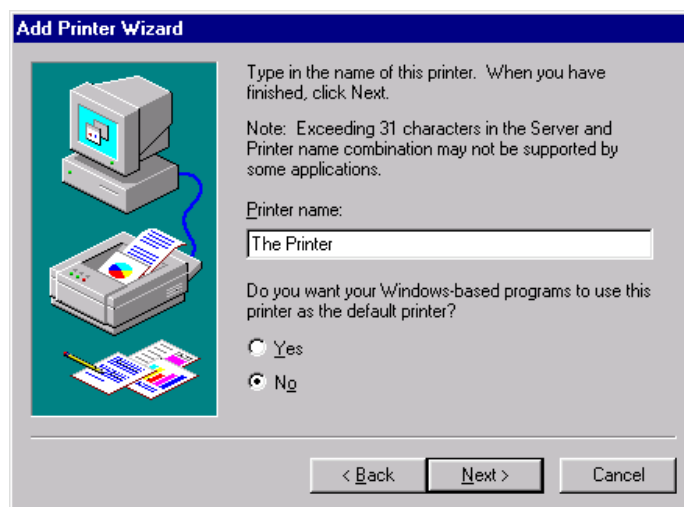 Add Printer Wizard
Type in the name of this printer.  When you have
finished, click Next.
Note:  Exceeding 31 characters in the Server and
Printer name combination may not be supported by
some applications.
Printer name:
The Printer
Do you want your Windows-based programs to use this
printer as the default printer?
Yes
No
< Back
Next >
Cancel